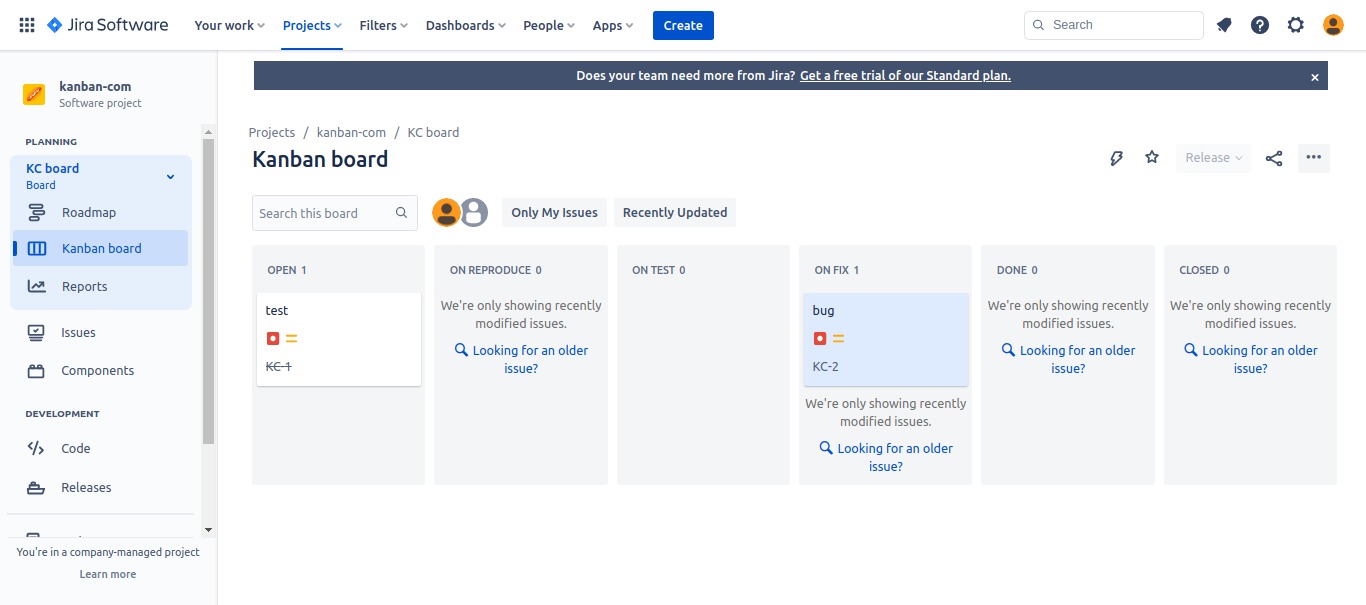 Jira Software
Your work
Projects
Filters
Dashboards
People
Apps
Create
Search
kanban-com
Software project
PLANNING
KC board
Board
Roadmap
Kanban board
Reports
Issues
Components
DEVELOPMENT
Code
Releases
You're in a company-managed project
Learn more
Does your team need more from Jira? Get a free trial of our Standard plan.
Projects / kanban-com / KC board
Kanban board
Release
Search this board
Only My Issues
Recently Updated
OPEN 1
test
KC-1
ON REPRODUCE 0
We're only showing recently
modified issues.
Looking for an older
issue?
ON TEST 0
ON FIX 1
bug
KC-2
We're only showing recently
modified issues.
Looking for an older
issue?
DONE 0
We're only showing recently
modified issues.
Looking for an older
issue?
CLOSED 0
We're only showing recently
modified issues.
Looking for an older
issue?